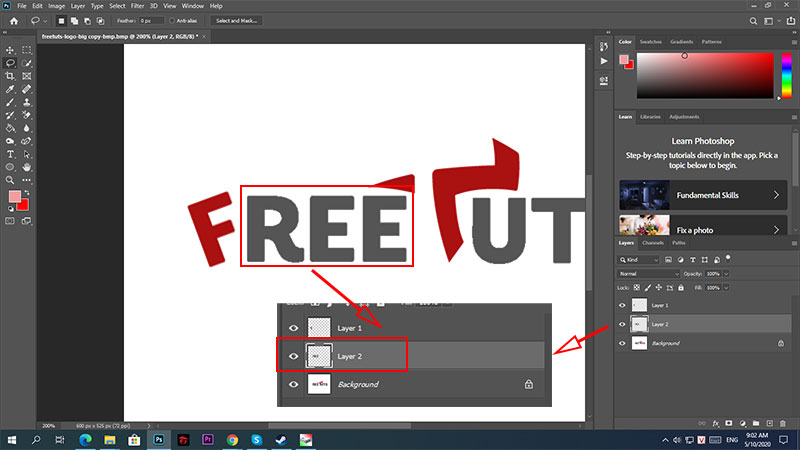 Ps File Edit Image Layer Type Select Filter 3D View Window Help
Feather: 0 px Anti-alias Select and Mask...
freetuts-logo-big copy-bmp.bmp @ 200% (Layer 2, RGB/8) * ×
Color Swatches Gradients Patterns
Learn Libraries Adjustments
Learn Photoshop
Step-by-step tutorials directly in the app. Pick a
topic below to begin.
Fundamental Skills
Fix a photo
FREE TUT
Layers Channels Paths
Kind
Normal Opacity: 100%
Lock: Fill: 100%
Layer 1
Layer 2
Background
Layer 1
Layer 2
Background
200% 600 px x 525 px (72 ppi)
ENG
9:02 AM
5/10/2020